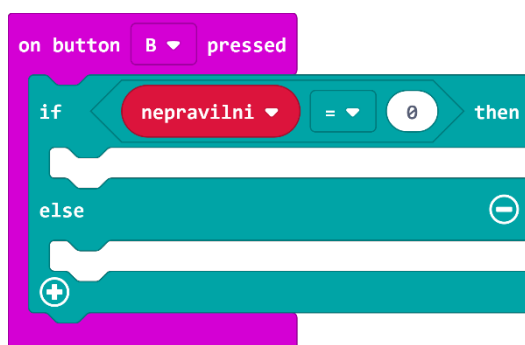 on button B pressed
if nepravilni = 0 then
else